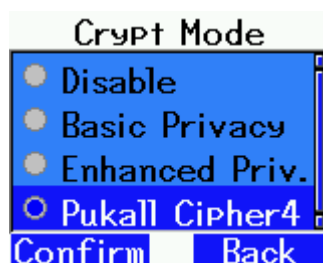 Crypt Mode
Disable
Basic Privacy
Enhanced Priv.
Pukall Cipher4
Confirm Back